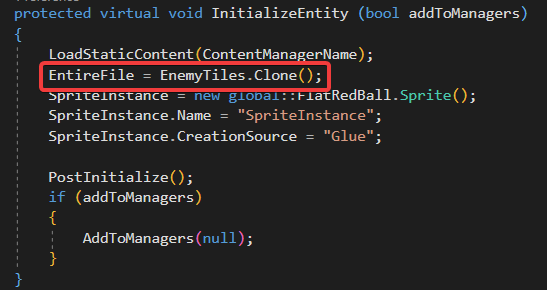 protected virtual void InitializeEntity (bool addToManagers)
{
LoadStaticContent(ContentManagerName);
EntireFile = EnemyTiles.Clone();
SpriteInstance = new global::FlatRedBall.Sprite();
SpriteInstance.Name = "SpriteInstance";
SpriteInstance.CreationSource = "Glue";
PostInitialize();
if (addToManagers)
{
AddToManagers(null);
}
}